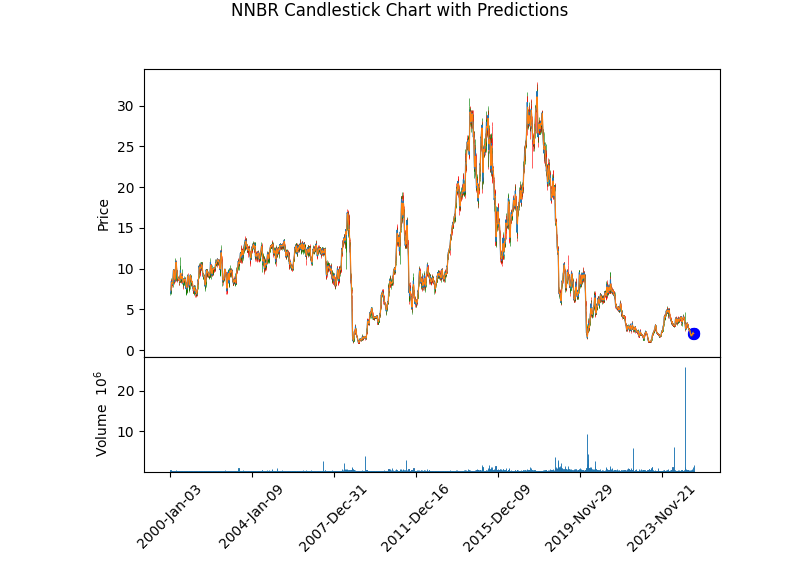 NNBR Candlestick Chart with Predictions
30
25
20
15
10
5
0
Price
20
10
Volume 10^6
2000-Jan-03
2004-Jan-09
2007-Dec-31
2011-Dec-16
2015-Dec-09
2019-Nov-29
2023-Nov-21